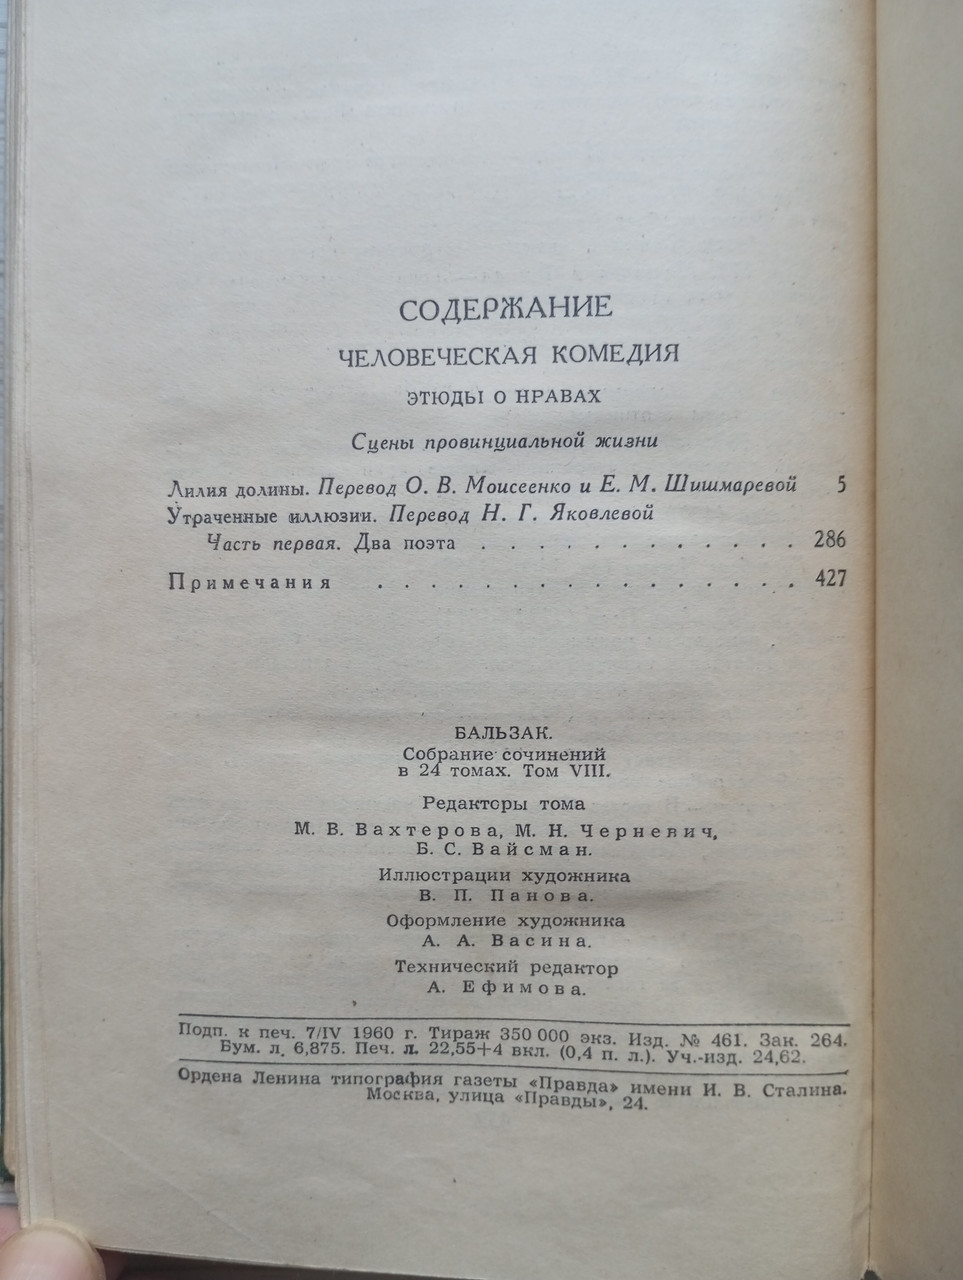 СОДЕРЖАНИЕ
ЧЕЛОВЕЧЕСКАЯ КОМЕДИЯ
ЭТЮДЫ О НРАВАХ
Сцены провинциальной жизни
Лилия долины. Перевод О. В. Моисеенко и Е. М. Шишмаревой 5
Утраченные иллюзии. Перевод Н. Г. Яковлевой
Часть первая. Два поэта . . . . . . . . . . . . 286
Примечания . . . . . . . . . . . . . . . . 427
БАЛЬЗАК.
Собрание сочинений
в 24 томах. Том VIII.
Редакторы тома
М. В. Вахтерова, М. Н. Черневич,
Б. С. Вайсман.
Иллюстрации художника
В. П. Панова.
Оформление художника
А. А. Васина.
Технический редактор
А. Ефимова.
Подп. к печ. 7/IV 1960 г. Тираж 350 000 экз. Изд. № 461. Зак. 264.
Бум. л. 6,875. Печ. л. 22,55+4 вкл. (0,4 п. л.). Уч.-изд. 24,62.
Ордена Ленина типография газеты «Правда» имени И. В. Сталина.
Москва, улица «Правды», 24.